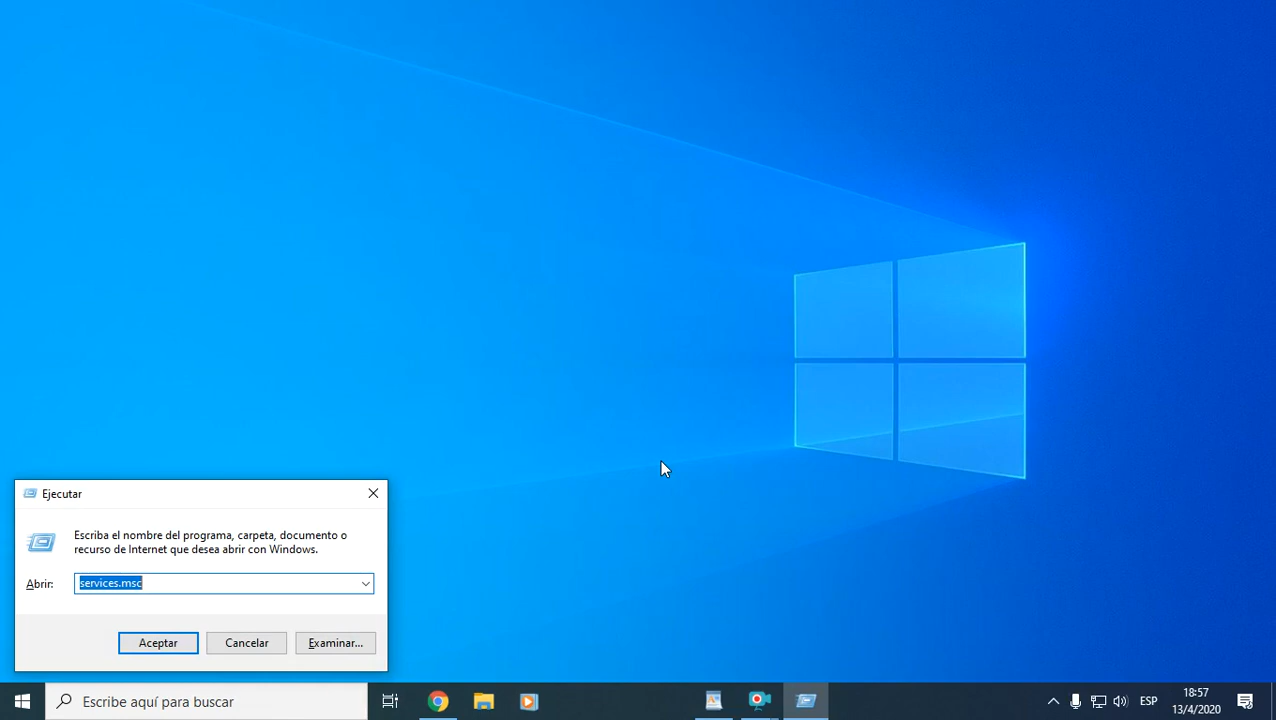 Ejecutar
Escriba el nombre del programa, carpeta, documento o
recurso de Internet que desea abrir con Windows.
Abrir:
services.msc
Aceptar
Cancelar
Examinar...
Escribe aquí para buscar
ESP
18:57
13/4/2020